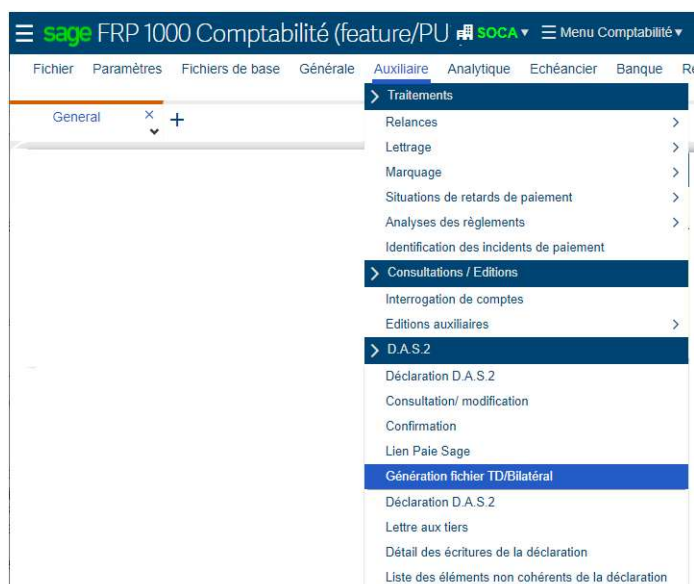 sage FRP 1000 Comptabilité (feature/PU SOCA Menu Comptabilité
Fichier Paramètres Fichiers de base Générale Auxiliaire Analytique Echéancier Banque
Traitements
General × +
Relances
Lettrage
Marquage
Situations de retards de paiement
Analyses des règlements
Identification des incidents de paiement
Consultations / Editions
Interrogation de comptes
Editions auxiliaires
D.A.S.2
Déclaration D.A.S.2
Consultation/ modification
Confirmation
Lien Paie Sage
Génération fichier TD/Bilatéral
Déclaration D.A.S.2
Lettre aux tiers
Détail des écritures de la déclaration
Liste des éléments non cohérents de la déclaration